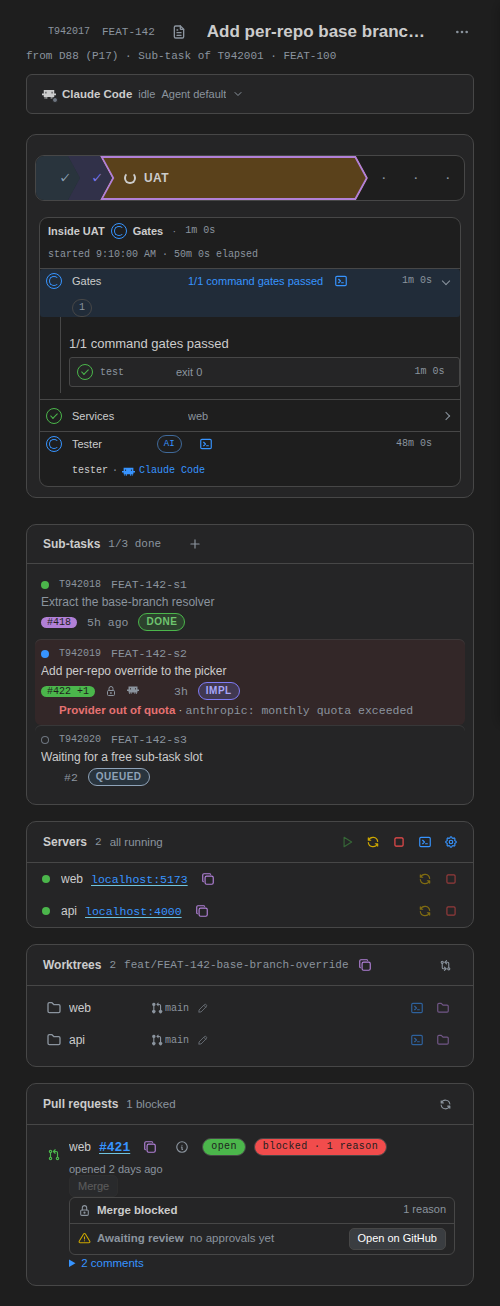 T942017 FEAT-142 Add per-repo base branc…
from D88 (P17) · Sub-task of T942001 · FEAT-100
Claude Code idle Agent default
UAT
Inside UAT Gates · 1m 0s
started 9:10:00 AM · 50m 0s elapsed
Gates 1/1 command gates passed 1m 0s
1
1/1 command gates passed
test exit 0 1m 0s
Services web
Tester AI 48m 0s
tester · Claude Code
Sub-tasks 1/3 done
T942018 FEAT-142-s1
Extract the base-branch resolver
#418 5h ago DONE
T942019 FEAT-142-s2
Add per-repo override to the picker
#422 +1 3h IMPL
Provider out of quota · anthropic: monthly quota exceeded
T942020 FEAT-142-s3
Waiting for a free sub-task slot
#2 QUEUED
Servers 2 all running
web localhost:5173
api localhost:4000
Worktrees 2 feat/FEAT-142-base-branch-override
web main
api main
Pull requests 1 blocked
web #421 open blocked · 1 reason
opened 2 days ago
Merge
Merge blocked 1 reason
Awaiting review no approvals yet Open on GitHub
2 comments